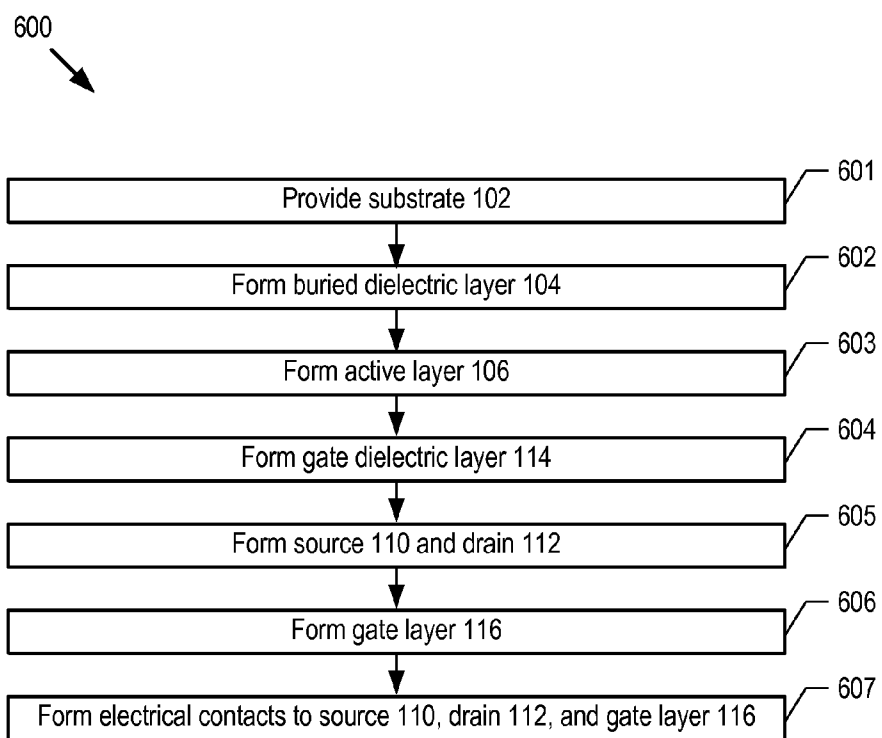 600
601
Provide substrate 102
602
Form buried dielectric layer 104
603
Form active layer 106
604
Form gate dielectric layer 114
605
Form source 110 and drain 112
606
Form gate layer 116
607
Form electrical contacts to source 110, drain 112, and gate layer 116